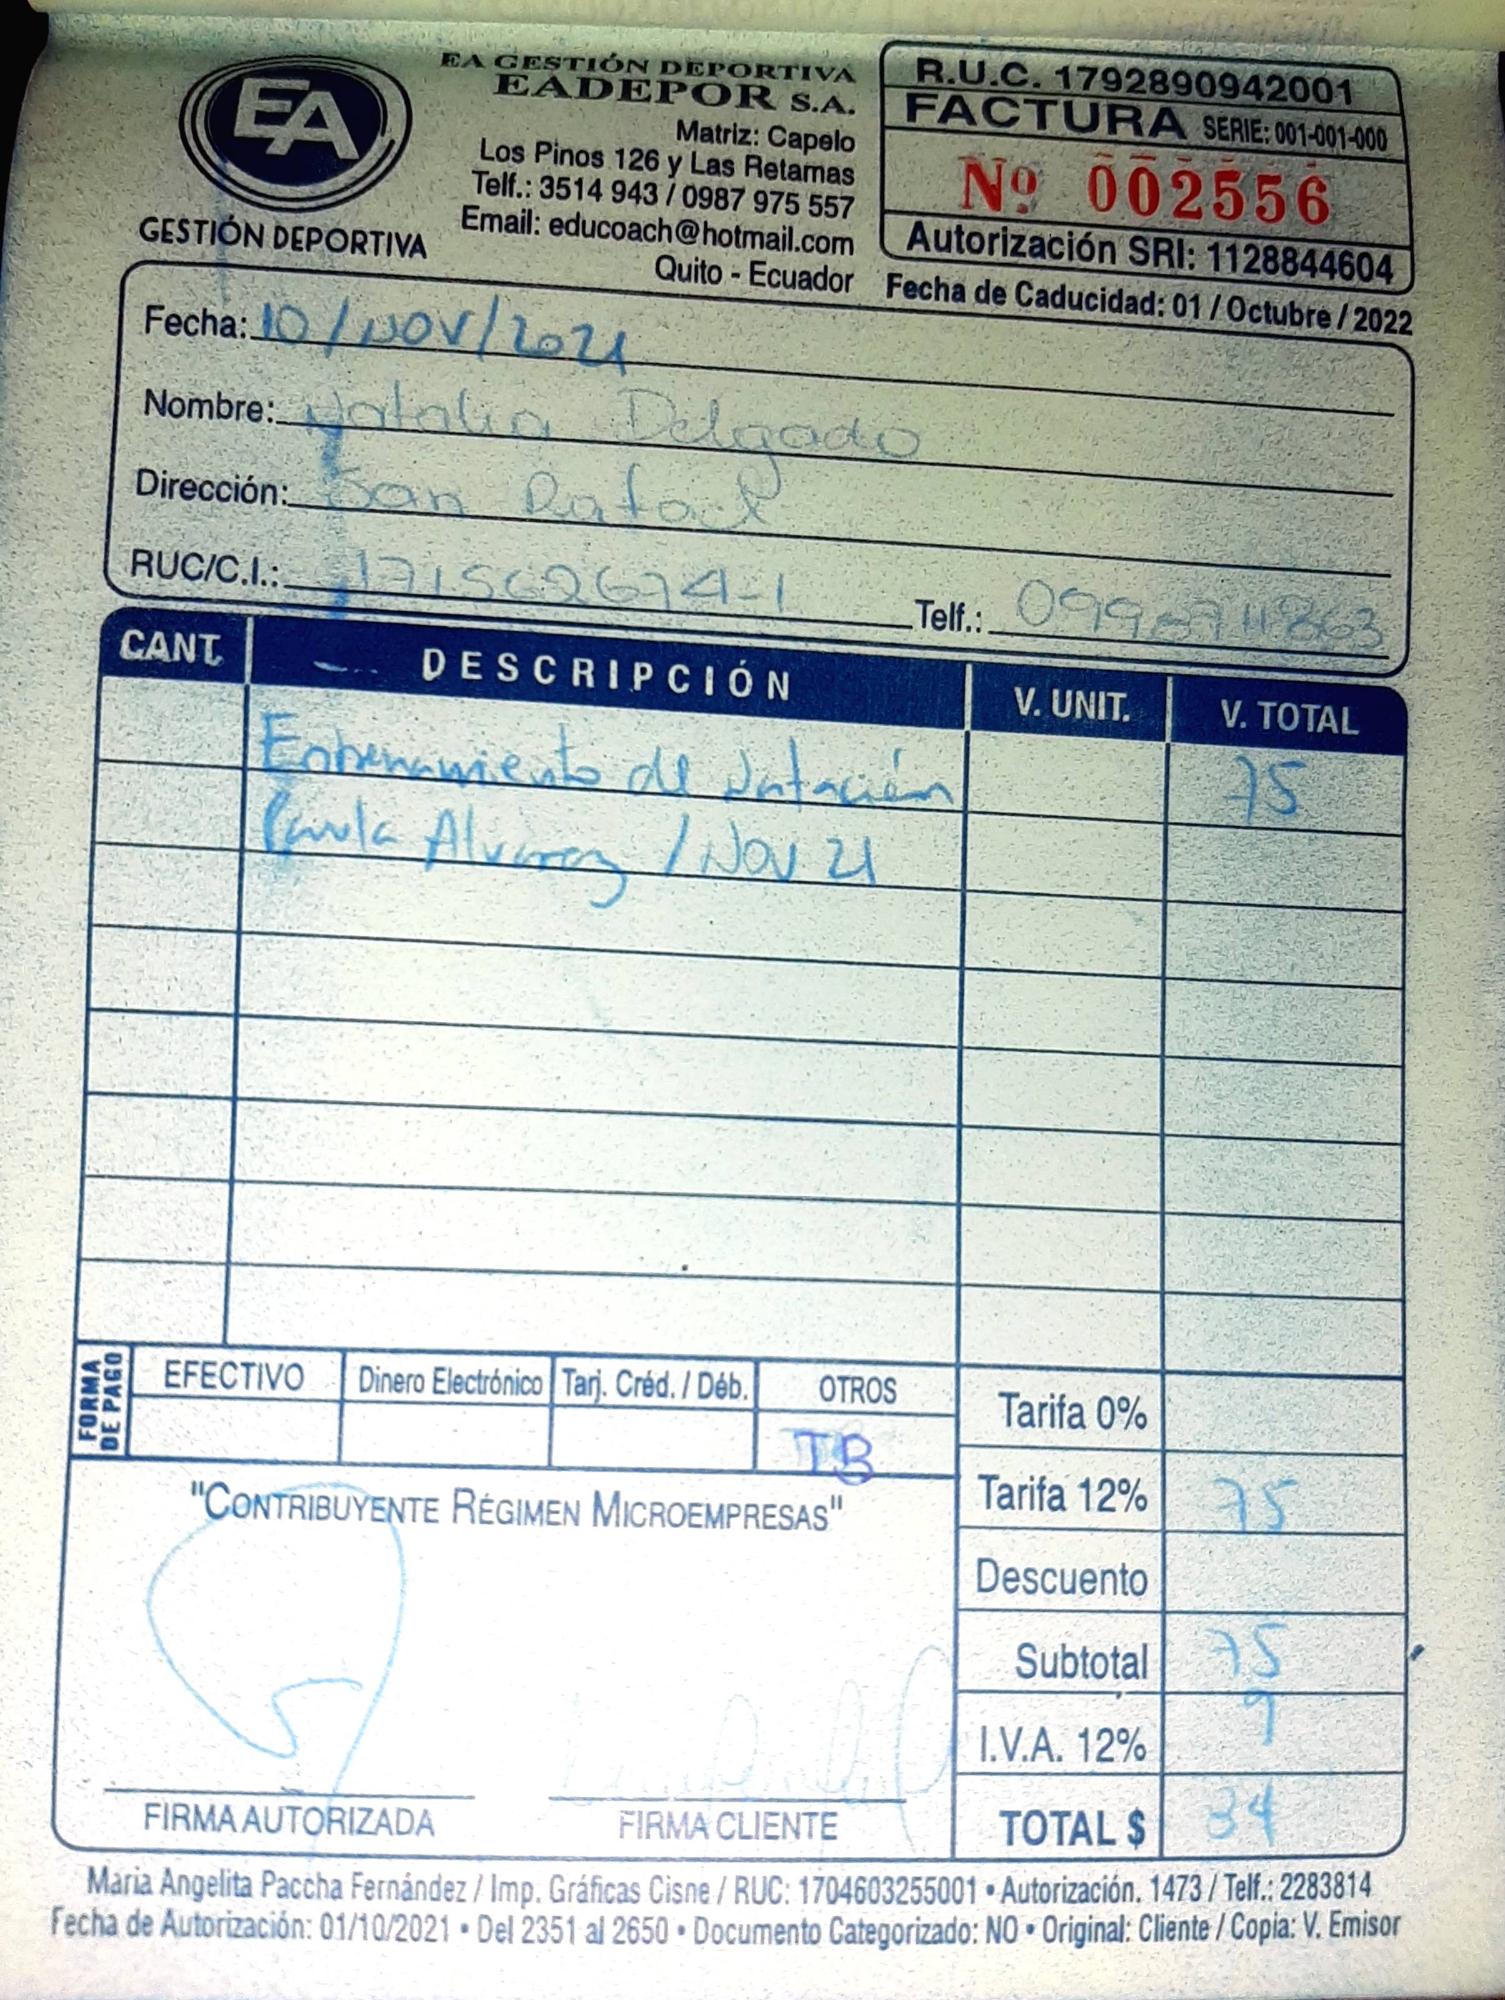 EA
GESTIÓN DEPORTIVA
EA GESTIÓN DEPORTIVA
EADEPOR S.A.
Matriz: Capelo
Los Pinos 126 y Las Retamas
Telf.: 3514 943 / 0987 975 557
Email: educoach@hotmail.com
Quito - Ecuador
R.U.C. 1792890942001
FACTURA SERIE: 001-001-000
Nº 002556
Autorización SRI: 1128844604
Fecha de Caducidad: 01 / Octubre / 2022
Fecha: 10/NOV/2021
Nombre: Natalia Delgado
Dirección: San Rafael
RUC/C.I.: 171562674-1 Telf.:
CANT. DESCRIPCIÓN V. UNIT. V. TOTAL
Entrenamiento de Natación 75
Paula Alvarez / Nov 21
FORMA DE PAGO
EFECTIVO Dinero Electrónico Tarj. Créd. / Déb. OTROS
TB
Tarifa 0%
Tarifa 12% 75
Descuento
Subtotal 75
I.V.A. 12% 9
TOTAL $ 34
"CONTRIBUYENTE RÉGIMEN MICROEMPRESAS"
FIRMA AUTORIZADA FIRMA CLIENTE
Maria Angelita Paccha Fernández / Imp. Gráficas Cisne / RUC: 1704603255001 • Autorización. 1473 / Telf.: 2283814
Fecha de Autorización: 01/10/2021 • Del 2351 al 2650 • Documento Categorizado: NO • Original: Cliente / Copia: V. Emisor